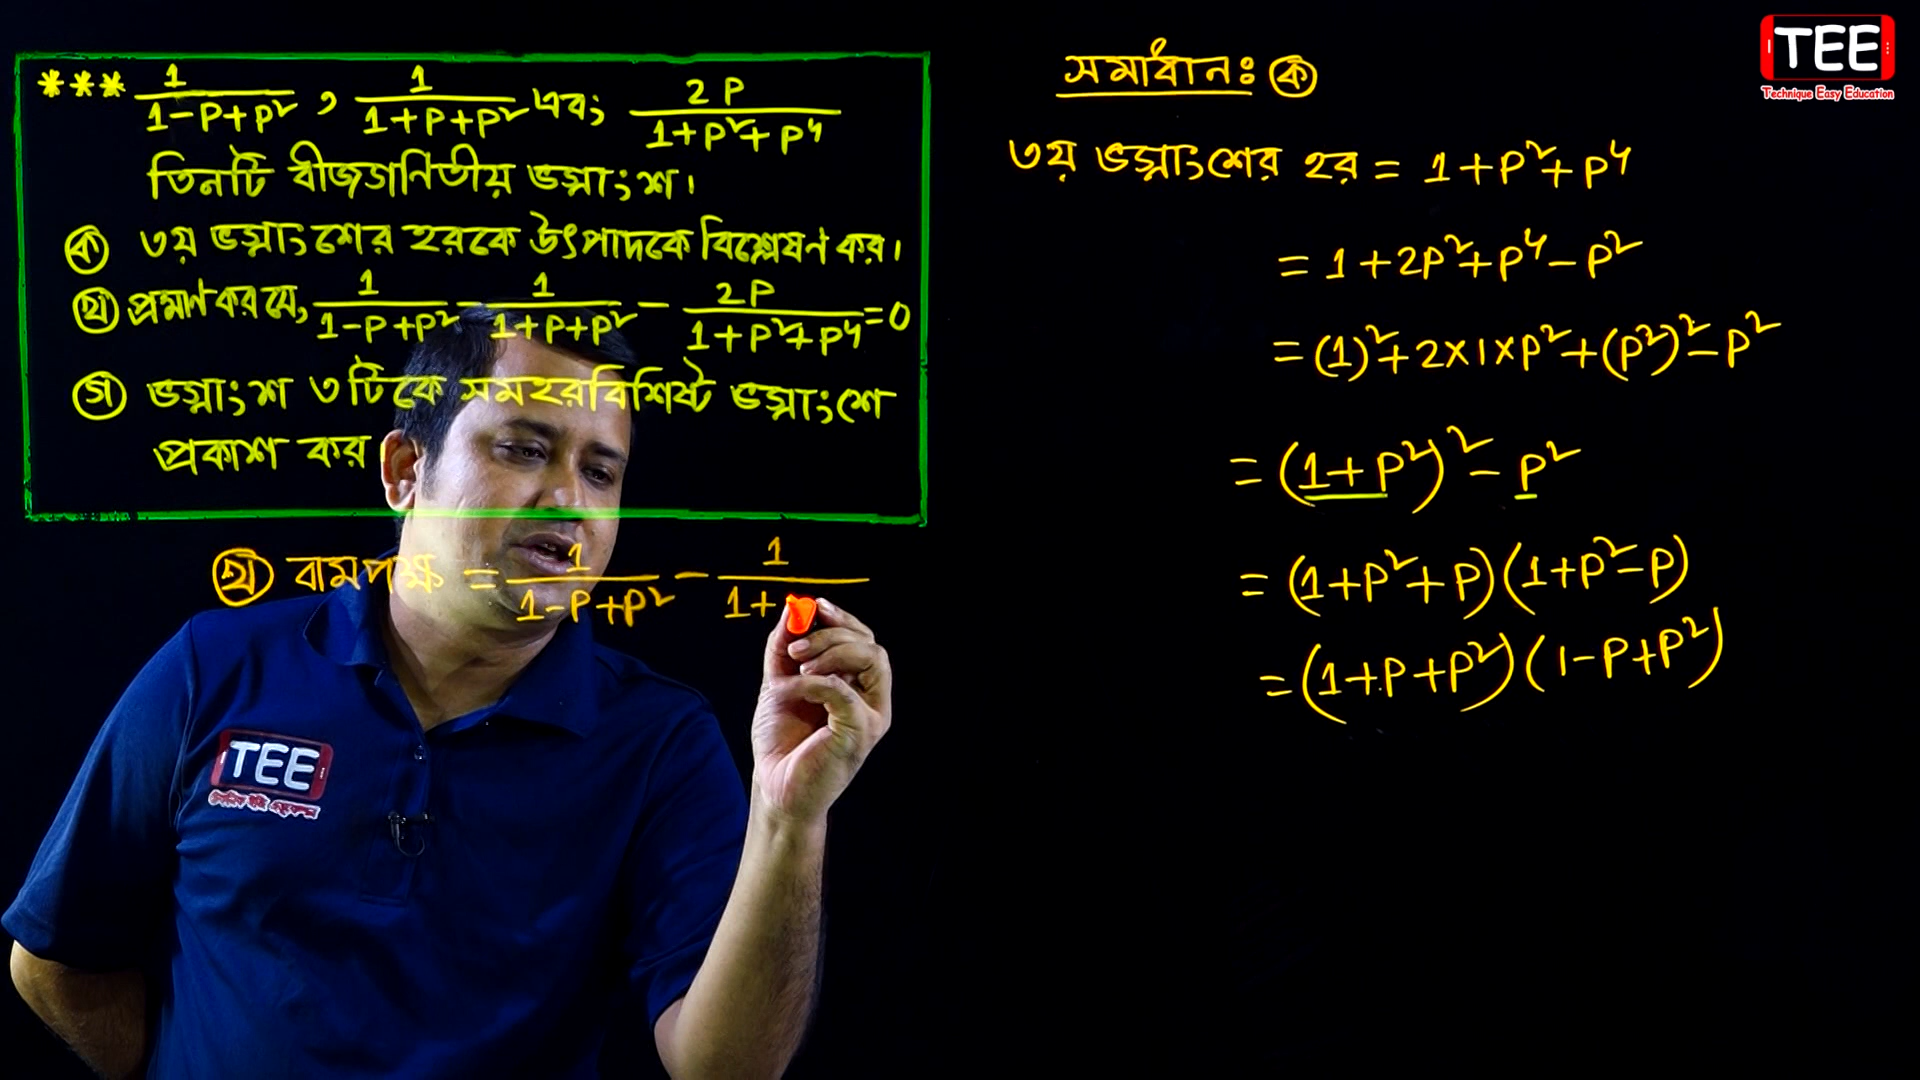 *** 1/(1-P+P²), 1/(1+P+P²) এবং 2P/(1+P²+P⁴)
তিনটি বীজগনিতীয় ভগ্নাংশ।
ক ৩য় ভগ্নাংশের হরকে উৎপাদকে বিশ্লেষন কর।
খ প্রমাণ কর যে, 1/(1-P+P²) - 1/(1+P+P²) - 2P/(1+P²+P⁴) = 0
গ ভগ্নাংশ ৩টিকে সমহরবিশিষ্ট ভগ্নাংশে
প্রকাশ কর
খ বামপক্ষ = 1/(1-P+P²) - 1/(1+
TEE
সমাধান: ক
৩য় ভগ্নাংশের হর = 1+P²+P⁴
= 1+2P²+P⁴-P²
= (1)²+2×1×P²+(P²)²-P²
= (1+P²)²-P²
= (1+P²+P)(1+P²-P)
= (1+P+P²)(1-P+P²)
TEE
Technique Easy Education